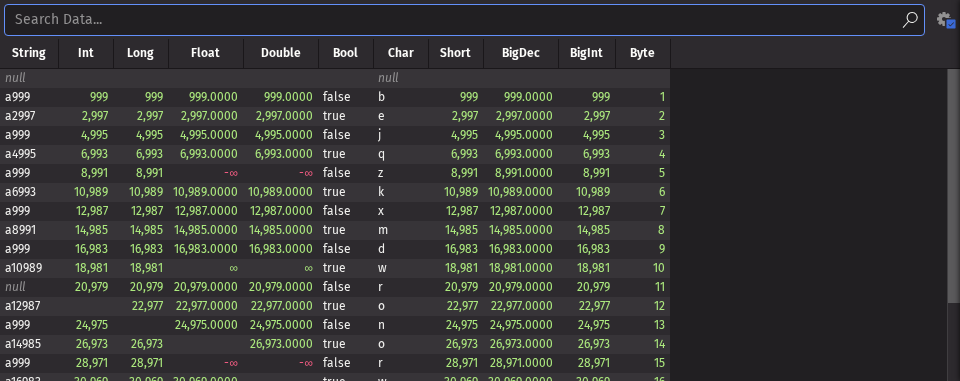 Search Data...
String Int Long Float Double Bool Char Short BigDec BigInt Byte
null null
a999 999 999 999.0000 999.0000 false b 999 999.0000 999 1
a2997 2,997 2,997 2,997.0000 2,997.0000 true e 2,997 2,997.0000 2,997 2
a999 4,995 4,995 4,995.0000 4,995.0000 false j 4,995 4,995.0000 4,995 3
a4995 6,993 6,993 6,993.0000 6,993.0000 true q 6,993 6,993.0000 6,993 4
a999 8,991 8,991 -∞ -∞ false z 8,991 8,991.0000 8,991 5
a6993 10,989 10,989 10,989.0000 10,989.0000 true k 10,989 10,989.0000 10,989 6
a999 12,987 12,987 12,987.0000 12,987.0000 false x 12,987 12,987.0000 12,987 7
a8991 14,985 14,985 14,985.0000 14,985.0000 true m 14,985 14,985.0000 14,985 8
a999 16,983 16,983 16,983.0000 16,983.0000 false d 16,983 16,983.0000 16,983 9
a10989 18,981 18,981 ∞ ∞ true w 18,981 18,981.0000 18,981 10
null 20,979 20,979 20,979.0000 20,979.0000 false r 20,979 20,979.0000 20,979 11
a12987 22,977 22,977.0000 22,977.0000 true o 22,977 22,977.0000 22,977 12
a999 24,975 24,975.0000 24,975.0000 false n 24,975 24,975.0000 24,975 13
a14985 26,973 26,973 26,973.0000 true o 26,973 26,973.0000 26,973 14
a999 28,971 28,971 -∞ -∞ false r 28,971 28,971.0000 28,971 15